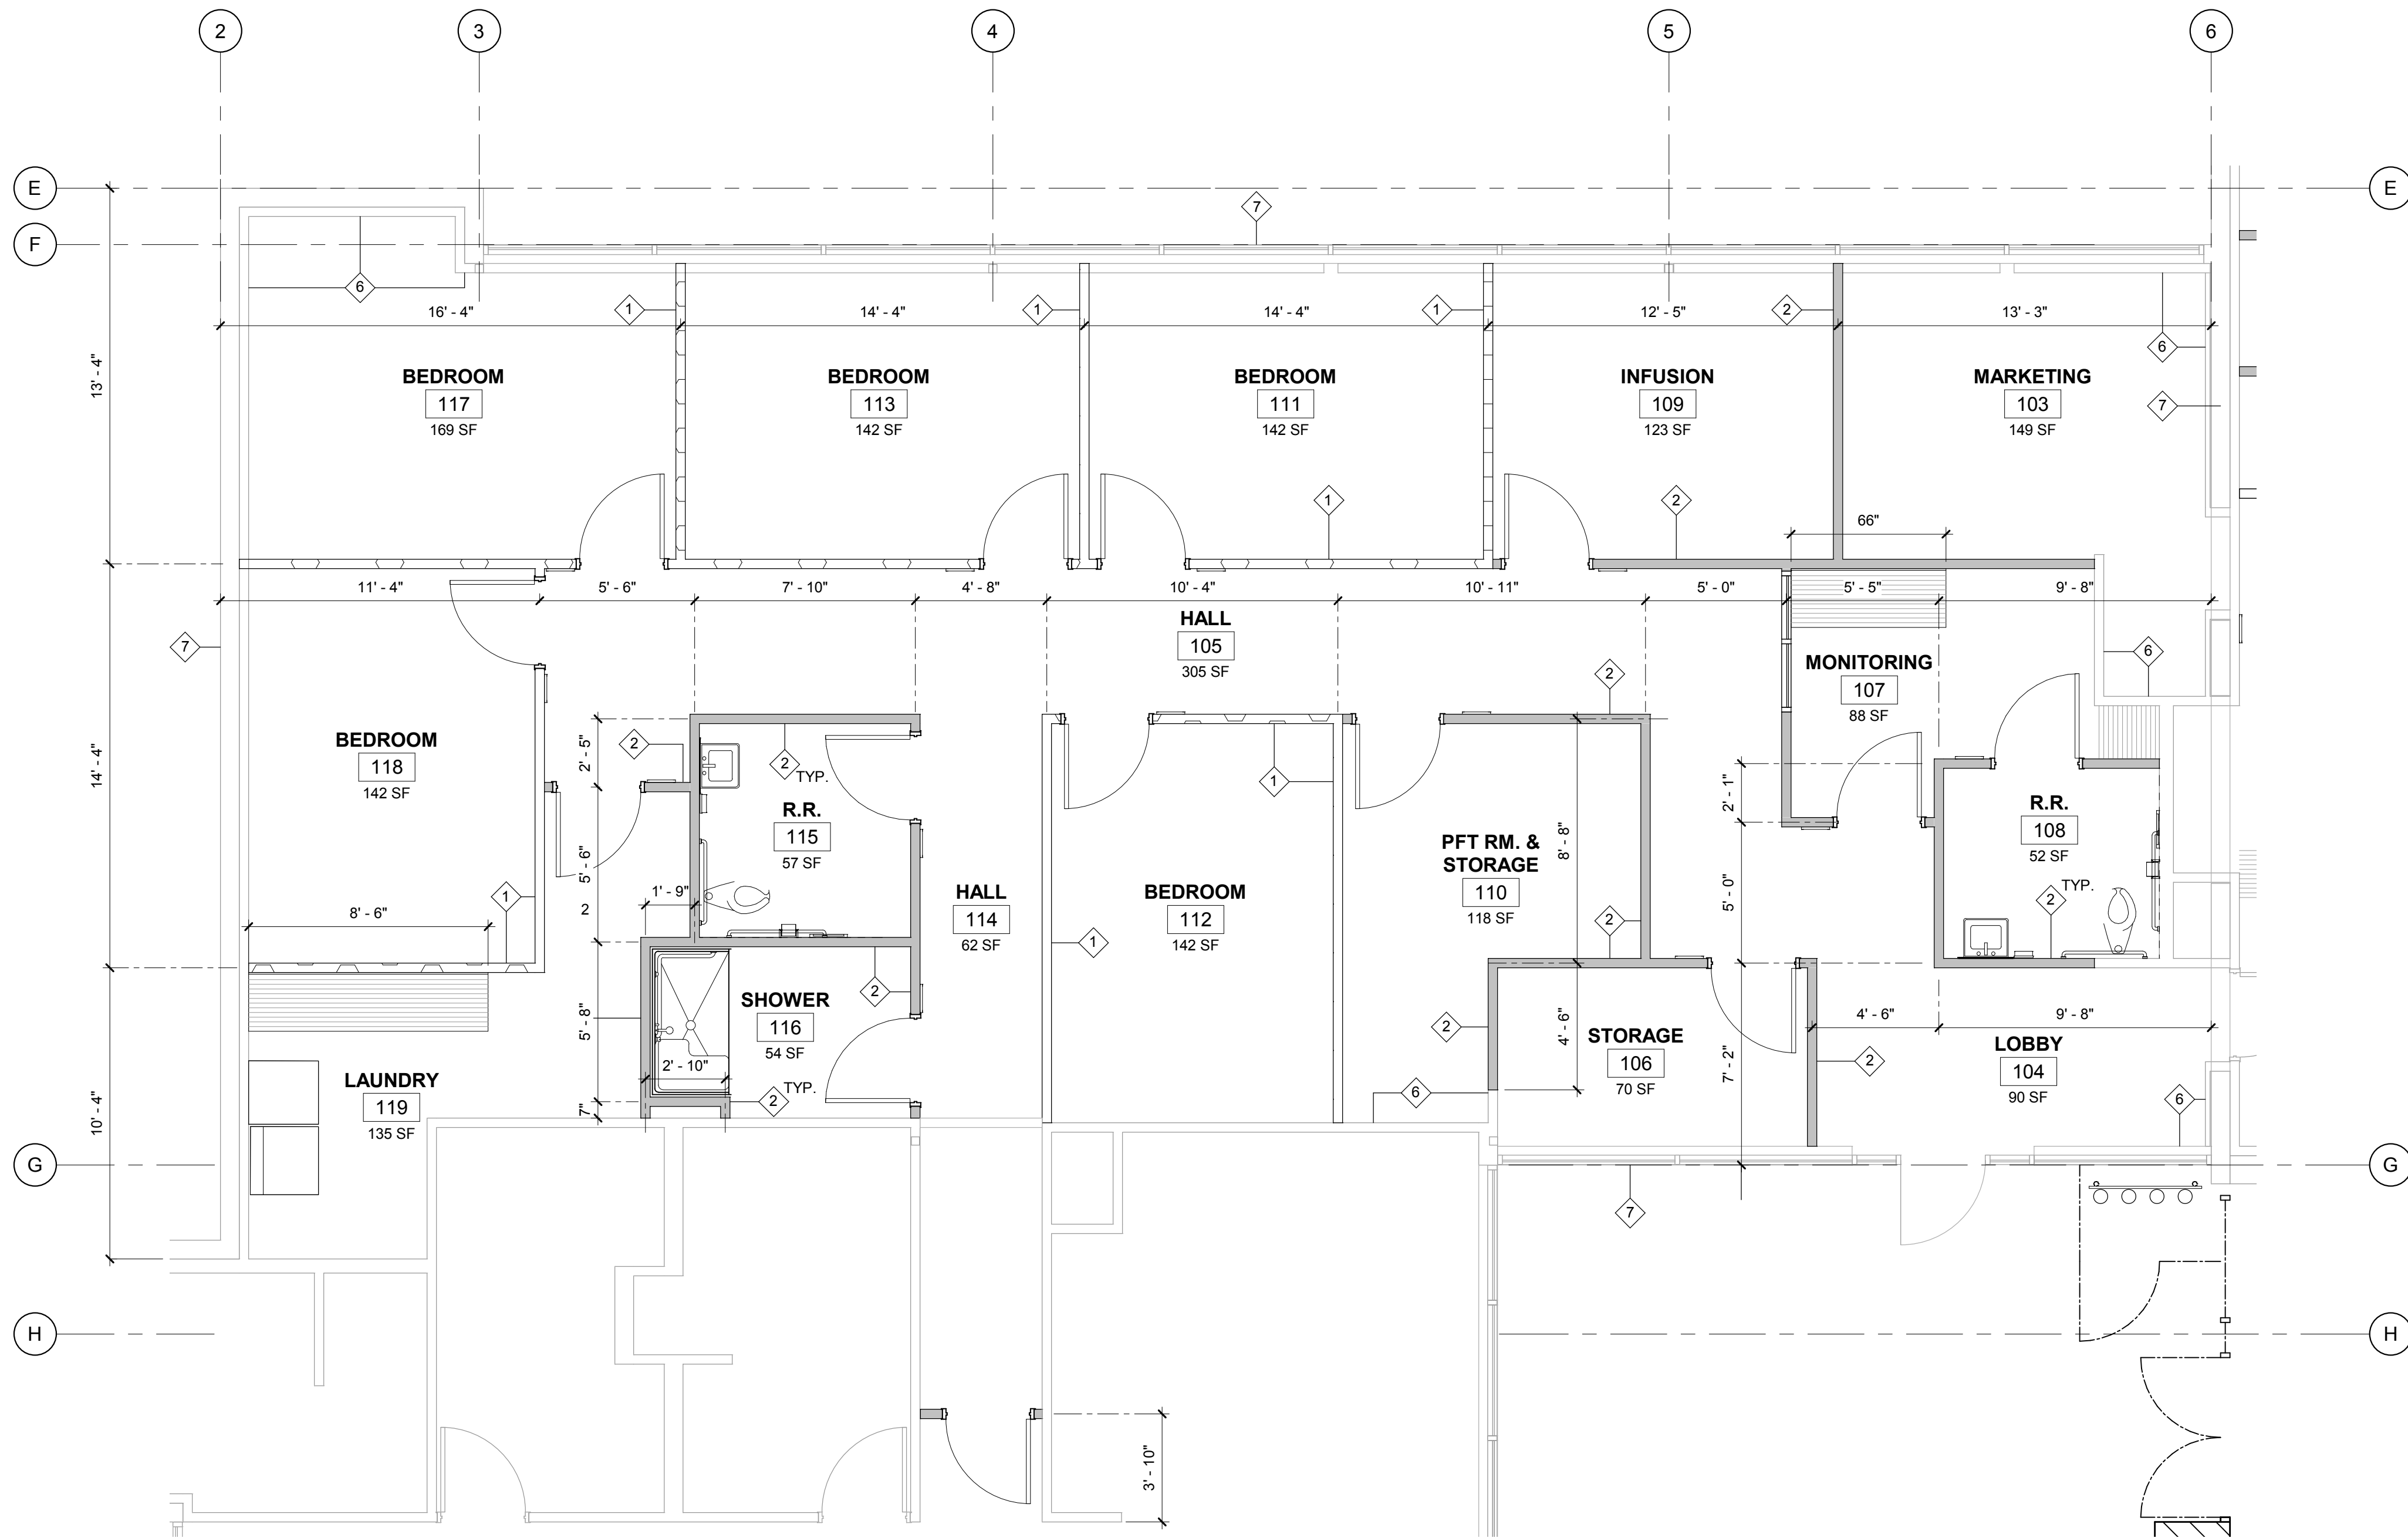 2
3
4
5
6
E
E
7
F
6
16' - 4"
1
14' - 4"
1
14' - 4"
1
12' - 5"
2
13' - 3"
6
13' - 4"
BEDROOM
117
169 SF
BEDROOM
113
142 SF
BEDROOM
111
142 SF
INFUSION
109
123 SF
MARKETING
103
149 SF
7
1
2
66"
11' - 4"
5' - 6"
7' - 10"
4' - 8"
10' - 4"
10' - 11"
5' - 0"
5' - 5"
9' - 8"
HALL
105
305 SF
7
6
MONITORING
107
88 SF
2
BEDROOM
118
142 SF
14' - 4"
2' - 5"
2
2
TYP.
1
2' - 1"
R.R.
115
57 SF
R.R.
108
52 SF
5' - 6"
2
1' - 9"
PFT RM. &
STORAGE
110
118 SF
8' - 8"
5' - 0"
2
TYP.
1
8' - 6"
HALL
114
62 SF
BEDROOM
112
142 SF
2
1
2
SHOWER
116
54 SF
5' - 8"
2' - 10"
2
TYP.
7"
2
4' - 6"
STORAGE
106
70 SF
7' - 2"
4' - 6"
9' - 8"
2
LOBBY
104
90 SF
6
6
LAUNDRY
119
135 SF
10' - 4"
G
G
7
H
H
3' - 10"